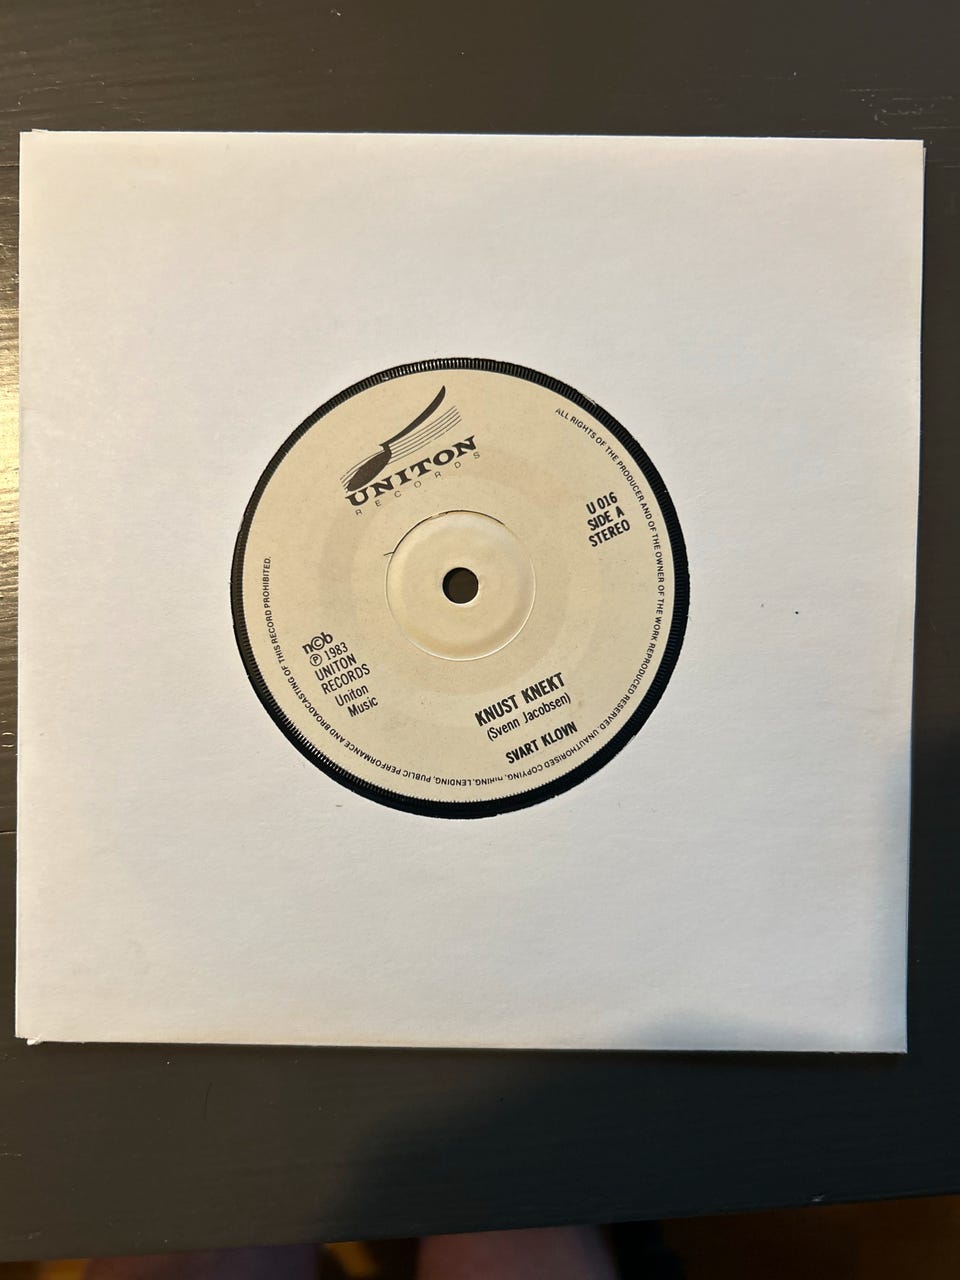 UNITON
RECORDS
U 016
SIDE A
STEREO
ncb
Ⓟ 1983
UNITON
RECORDS
Uniton
Music
KNUST KNEKT
(Svenn Jacobsen)
SVART KLOVN
ALL RIGHTS OF THE PRODUCER AND OF THE OWNER OF THE WORK REPRODUCED RESERVED. UNAUTHORISED COPYING, HIRING, LENDING, PUBLIC PERFORMANCE AND BROADCASTING OF THIS RECORD PROHIBITED.